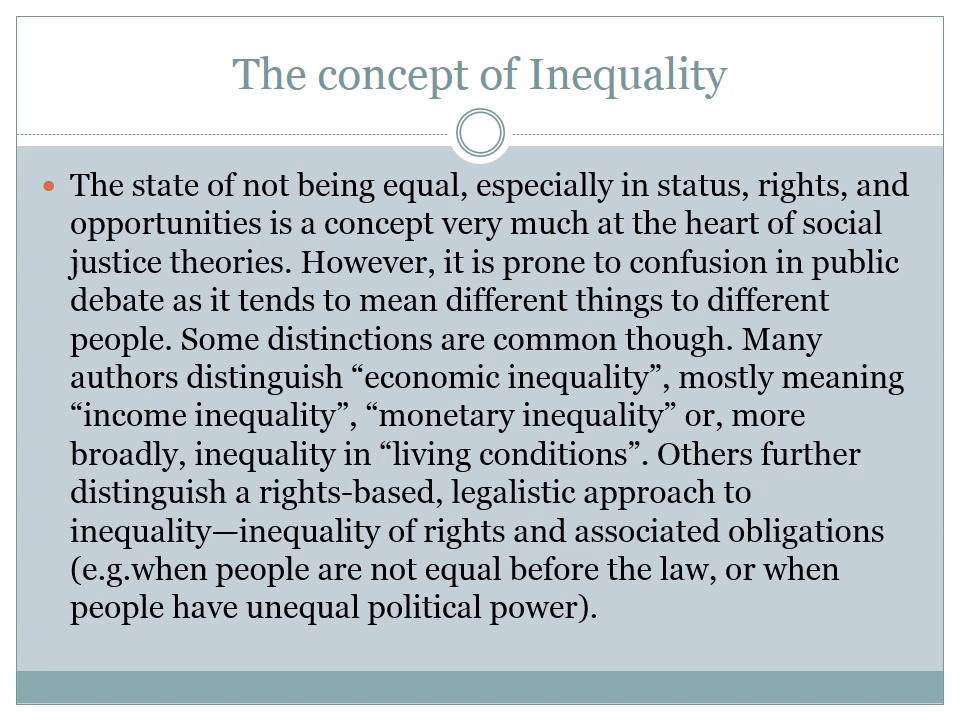 The concept of Inequality
• The state of not being equal, especially in status, rights, and
opportunities is a concept very much at the heart of social
justice theories. However, it is prone to confusion in public
debate as it tends to mean different things to different
people. Some distinctions are common though. Many
authors distinguish “economic inequality”, mostly meaning
“income inequality”, “monetary inequality” or, more
broadly, inequality in “living conditions”. Others further
distinguish a rights-based, legalistic approach to
inequality—inequality of rights and associated obligations
(e.g.when people are not equal before the law, or when
people have unequal political power).